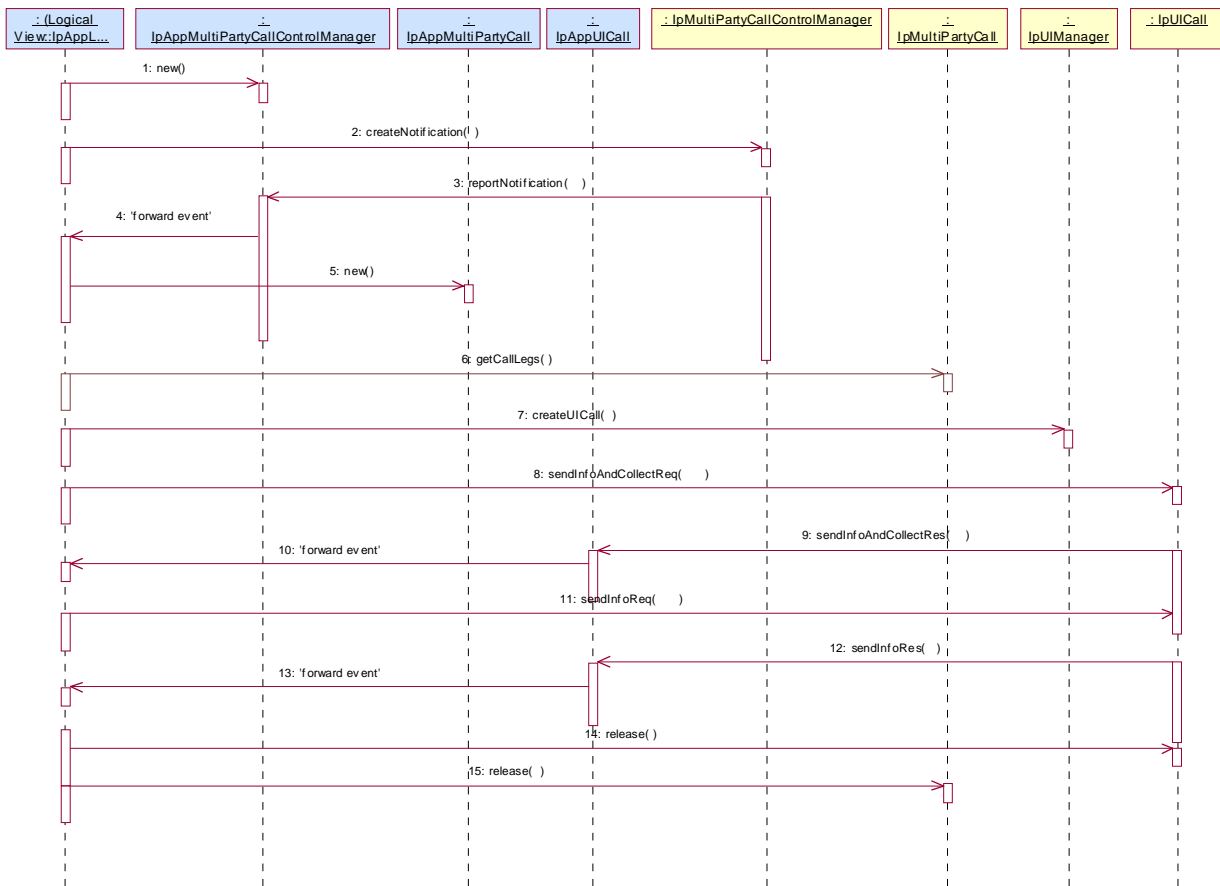 : (Logical
View::IpAppL...
:
IpAppMultiPartyCallControlManager
:
IpAppMultiPartyCall
:
IpAppUICall
: IpMultiPartyCallControlManager
:
IpMultiPartyCall
:
IpUIManager
: IpUICall
1: new()
2: createNotification( )
3: reportNotification( )
4: 'forward event'
5: new()
6: getCallLegs( )
7: createUICall( )
8: sendInfoAndCollectReq( )
9: sendInfoAndCollectRes( )
10: 'forward event'
11: sendInfoReq( )
12: sendInfoRes( )
13: 'forward event'
14: release( )
15: release( )